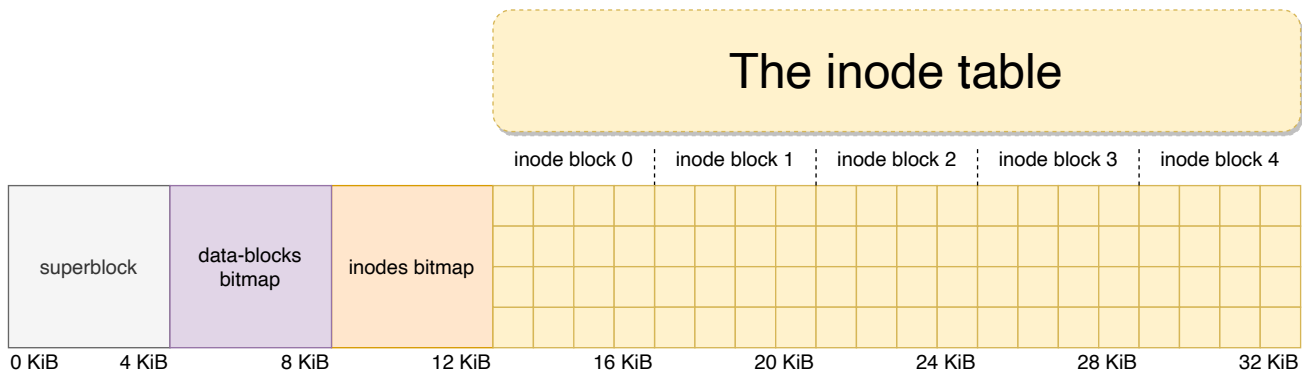 The inode table
inode block 0
inode block 1
inode block 2
inode block 3
inode block 4
superblock
data-blocks
bitmap
inodes bitmap
0 KiB
4 KiB
8 KiB
12 KiB
16 KiB
20 KiB
24 KiB
28 KiB
32 KiB